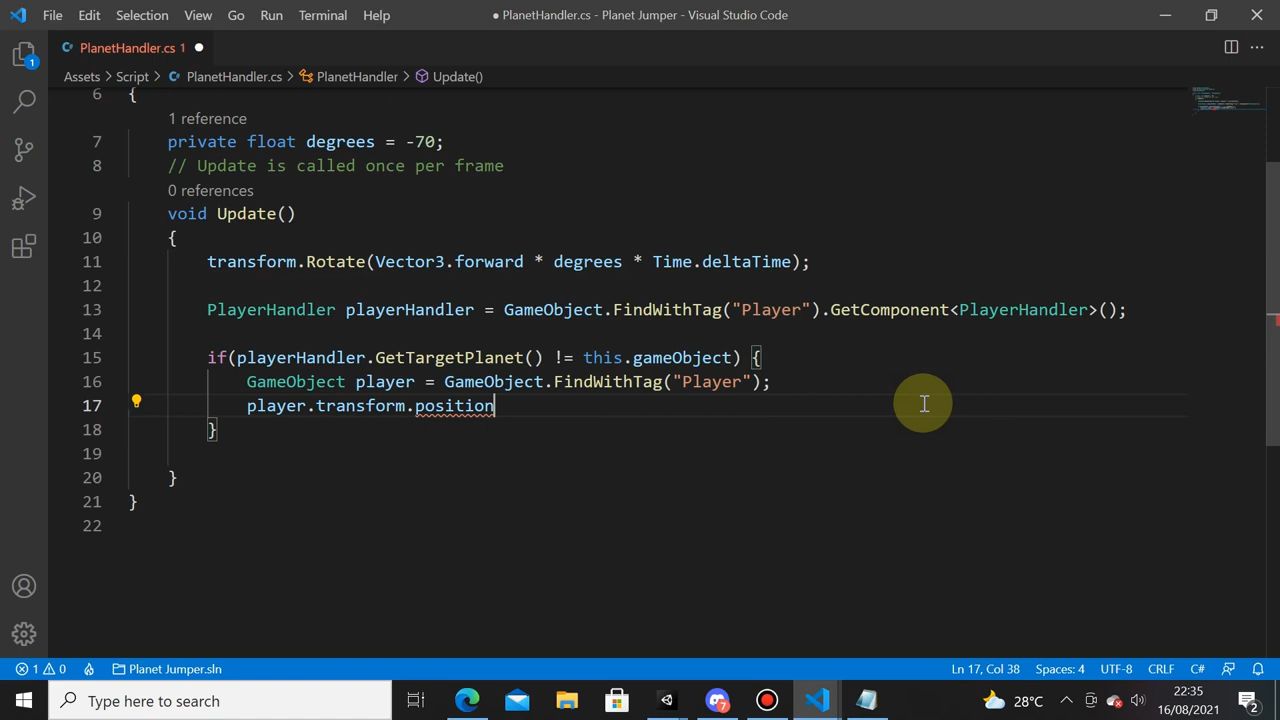 File Edit Selection View Go Run Terminal Help ● PlanetHandler.cs - Planet Jumper - Visual Studio Code
PlanetHandler.cs 1
Assets > Script > PlanetHandler.cs > PlanetHandler > Update()
6 {
1 reference
7 private float degrees = -70;
8 // Update is called once per frame
0 references
9 void Update()
10 {
11 transform.Rotate(Vector3.forward * degrees * Time.deltaTime);
12
13 PlayerHandler playerHandler = GameObject.FindWithTag("Player").GetComponent<PlayerHandler>();
14
15 if(playerHandler.GetTargetPlanet() != this.gameObject) {
16 GameObject player = GameObject.FindWithTag("Player");
17 player.transform.position
18 }
19
20 }
21 }
22
1
1 0 Planet Jumper.sln Ln 17, Col 38 Spaces: 4 UTF-8 CRLF C#
Type here to search 7 28°C 22:35
16/08/2021 2